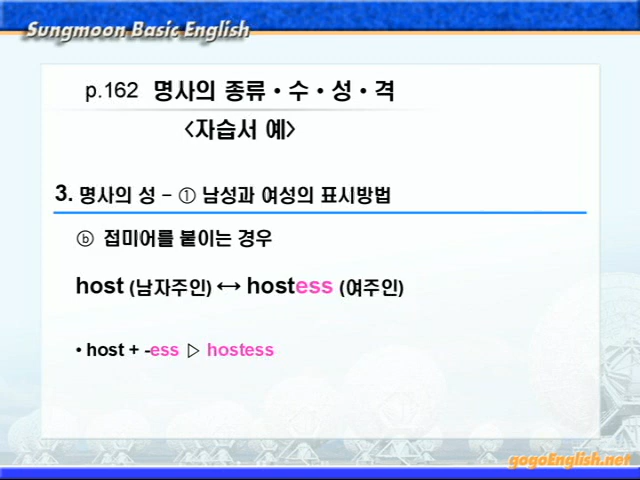 Sungmoon Basic English
p.162 명사의 종류 • 수 • 성 • 격
<자습서 예>
3. 명사의 성 - ① 남성과 여성의 표시방법
ⓑ 접미어를 붙이는 경우
host (남자주인) ↔ hostess (여주인)
• host + -ess ▷ hostess
gogoEnglish.net